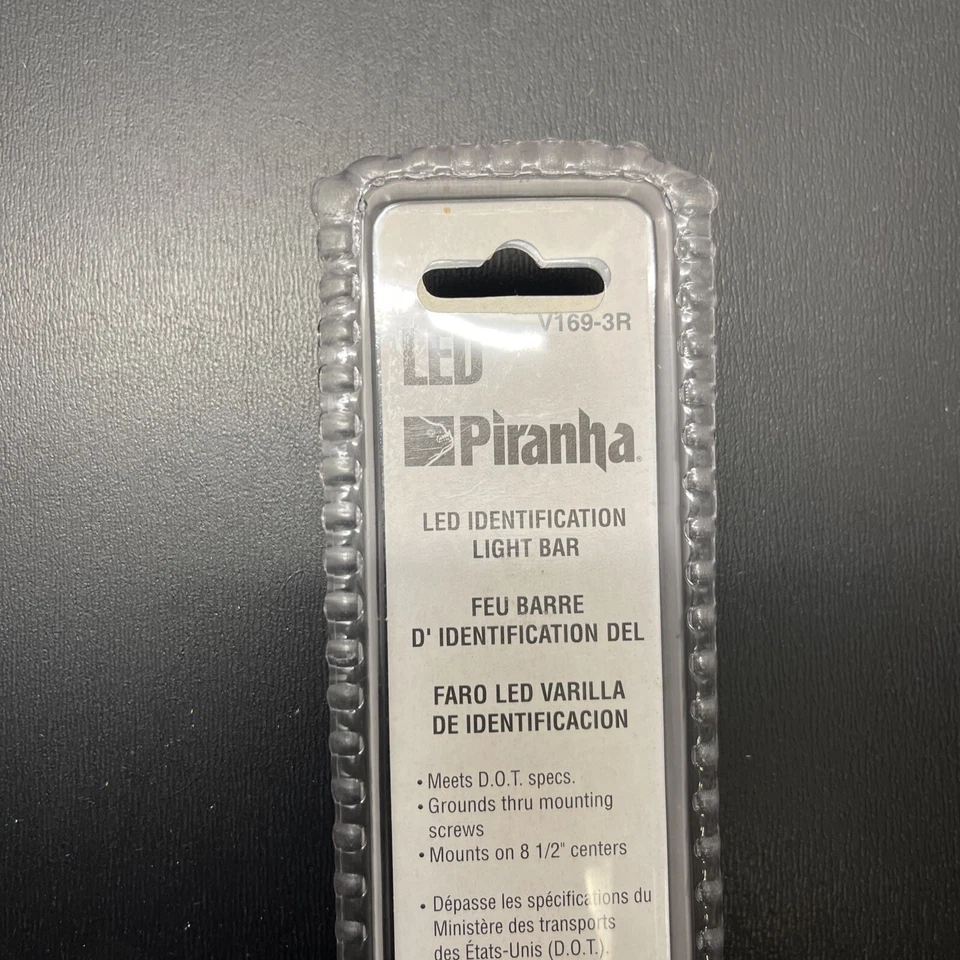 V169-3R
LED
Piranha®
LED IDENTIFICATION
LIGHT BAR
FEU BARRE
D' IDENTIFICATION DEL
FARO LED VARILLA
DE IDENTIFICACION
• Meets D.O.T. specs.
• Grounds thru mounting
screws
• Mounts on 8 1/2" centers
• Dépasse les spécifications du
Ministère des transports
des États-Unis (D.O.T.).